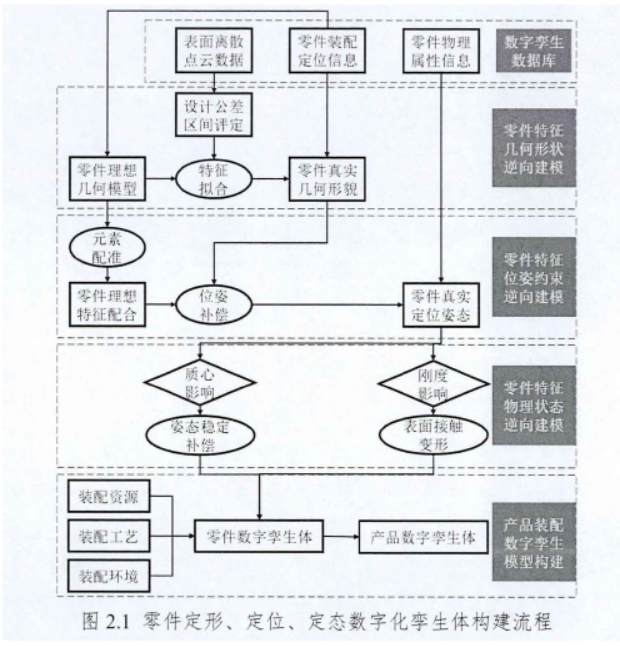 表面离散
点云数据
零件装配
定位信息
零件物理
属性信息
数字孪生
数据库
设计公差
区间评定
零件理想
几何模型
特征
拟合
零件真实
几何形貌
零件特征
几何形状
逆向建模
元素
配准
零件理想
特征配合
位姿
补偿
零件真实
定位姿态
零件特征
位姿约束
逆向建模
质心
影响
刚度
影响
姿态稳定
补偿
表面接触
变形
零件特征
物理状态
逆向建模
装配资源
装配工艺
装配环境
零件数字孪生体
产品数字孪生体
产品装配
数字孪生
模型构建
图 2.1 零件定形、定位、定态数字化孪生体构建流程